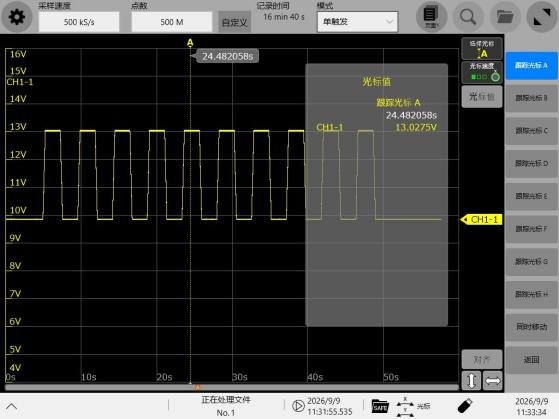 采样速度
点数
记录时间
模式
500 kS/s
500 M
自定义
16 min 40 s
单触发
页面1
选择光标
A
光标速度
光标值
A
24.482058s
16V
15V
CH1-1
14V
13V
12V
11V
10V
9V
8V
7V
6V
5V
4V
0s
10s
20s
30s
40s
50s
光标值
跟踪光标 A
24.482058s
CH1-1
13.0275V
CH1-1
对齐
跟踪光标 A
跟踪光标 B
跟踪光标 C
跟踪光标 D
跟踪光标 E
跟踪光标 F
跟踪光标 G
跟踪光标 H
同时移动
返回
正在处理文件
No. 1
2026/9/9
11:31:55.535
SAFE
X
Y
光标
2026/9/9
11:33:34